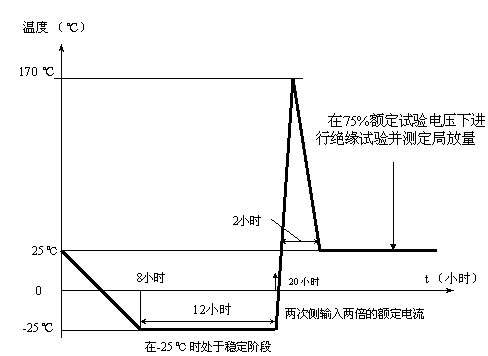 温度（℃）
170 ℃
在75%额定试验电压下进
行绝缘试验并测定局放量
2小时
25℃
8小时
20小时
t（小时）
0
12小时
两次侧输入两倍的额定电流
-25℃
在-25℃时处于稳定阶段